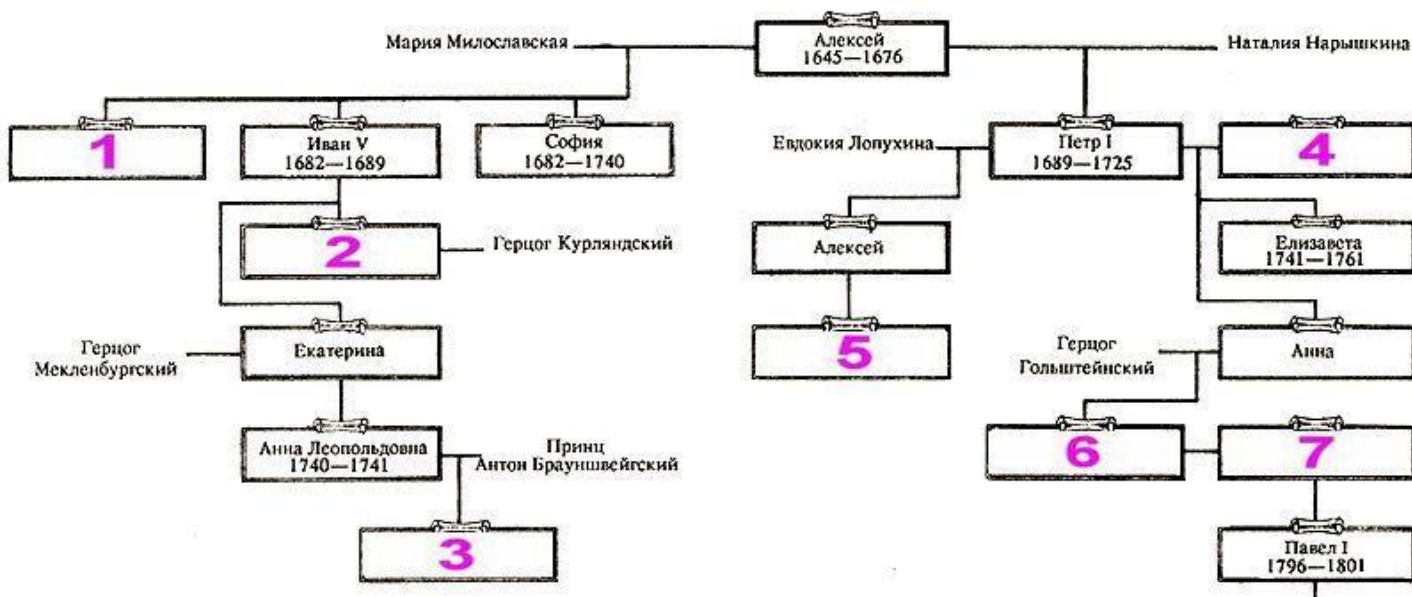 Мария Милославская
Алексей
1645—1676
Наталия Нарышкина
1
Иван V
1682—1689
София
1682—1740
Евдокия Лопухина
Петр I
1689—1725
4
2
Герцог Курляндский
Алексей
Елизавета
1741—1761
Герцог
Мекленбургский
Екатерина
5
Герцог
Гольштейнский
Анна
Анна Леопольдовна
1740—1741
Принц
Антон Брауншвейгский
6
7
3
Павел I
1796—1801